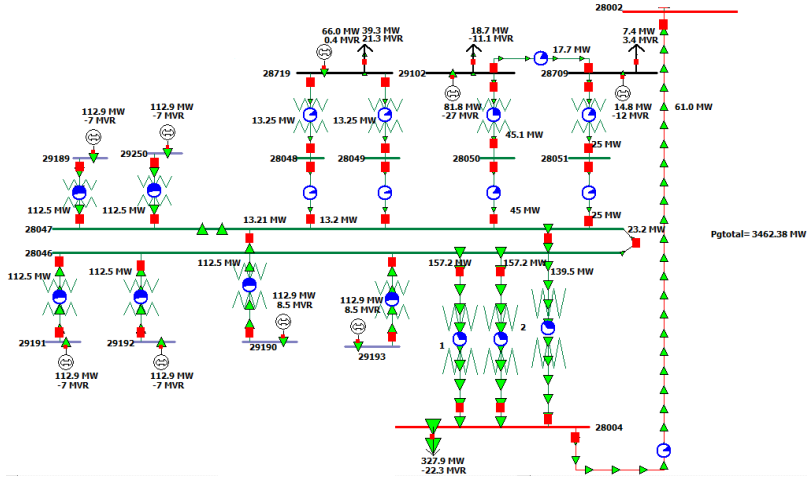 28002
66.0 MW
0.4 MVR
39.3 MW
21.3 MVR
18.7 MW
-11.1 MVR
17.7 MW
7.4 MW
3.4 MVR
28719
29102
28709
112.9 MW
-7 MVR
112.9 MW
-7 MVR
81.8 MW
-27 MVR
14.8 MW
-12 MVR
61.0 MW
13.25 MW
13.25 MW
45.1 MW
25 MW
29189
29250
28048
28049
28050
28051
112.5 MW
112.5 MW
13.21 MW
13.2 MW
45 MW
25 MW
28047
23.2 MW
Pgtotal= 3462.38 MW
28046
112.5 MW
112.5 MW
112.5 MW
157.2 MW
157.2 MW
139.5 MW
112.9 MW
8.5 MVR
112.9 MW
8.5 MVR
1
2
29191
29192
29190
29193
112.9 MW
-7 MVR
112.9 MW
-7 MVR
28004
327.9 MW
-22.3 MVR